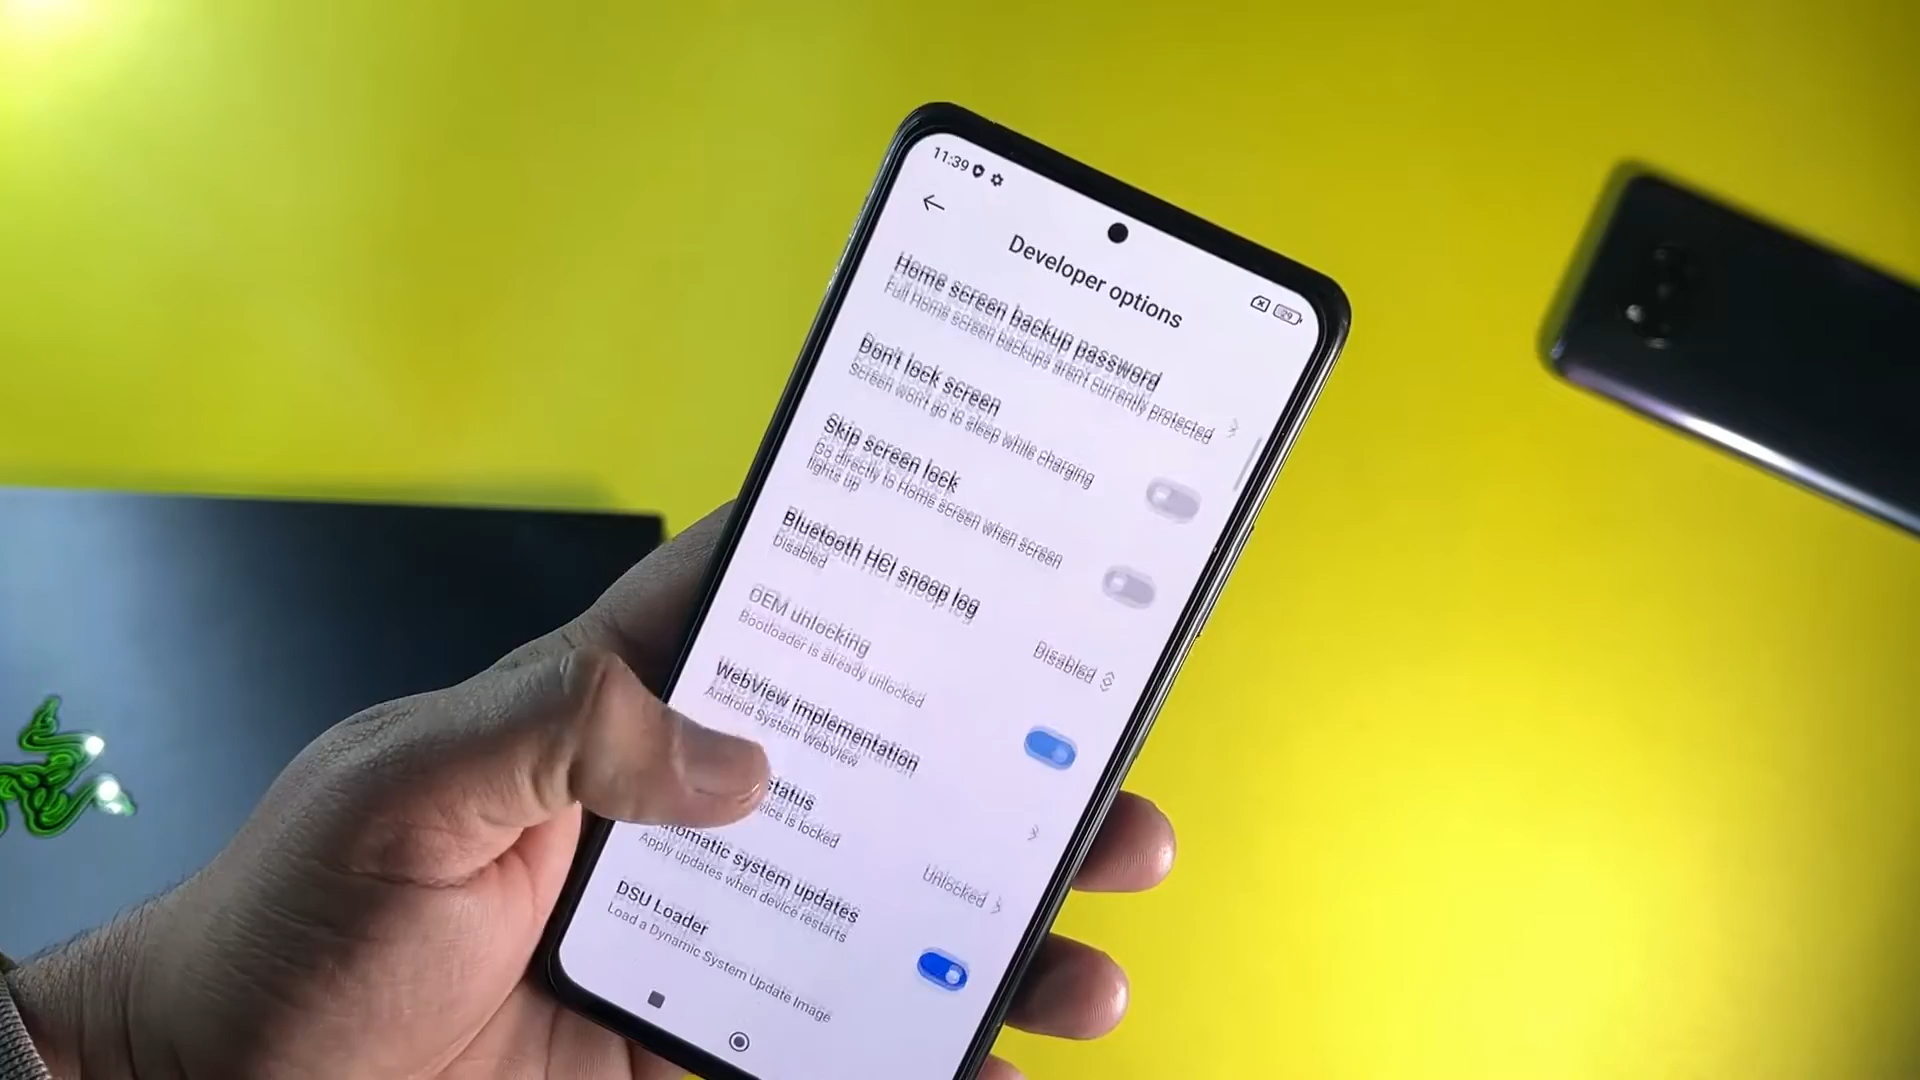 11:39
29
Developer options
Home screen backup password
Full Home screen backups aren't currently protected
Don't lock screen
Screen won't go to sleep while charging
Skip screen lock
Go directly to Home screen when screen
lights up
Bluetooth HCI snoop log
Disabled
Disabled
OEM unlocking
Bootloader is already unlocked
WebView implementation
Android System WebView
status
is locked
Unlocked
Automatic system updates
Apply updates when device restarts
DSU Loader
Load a Dynamic System Update Image